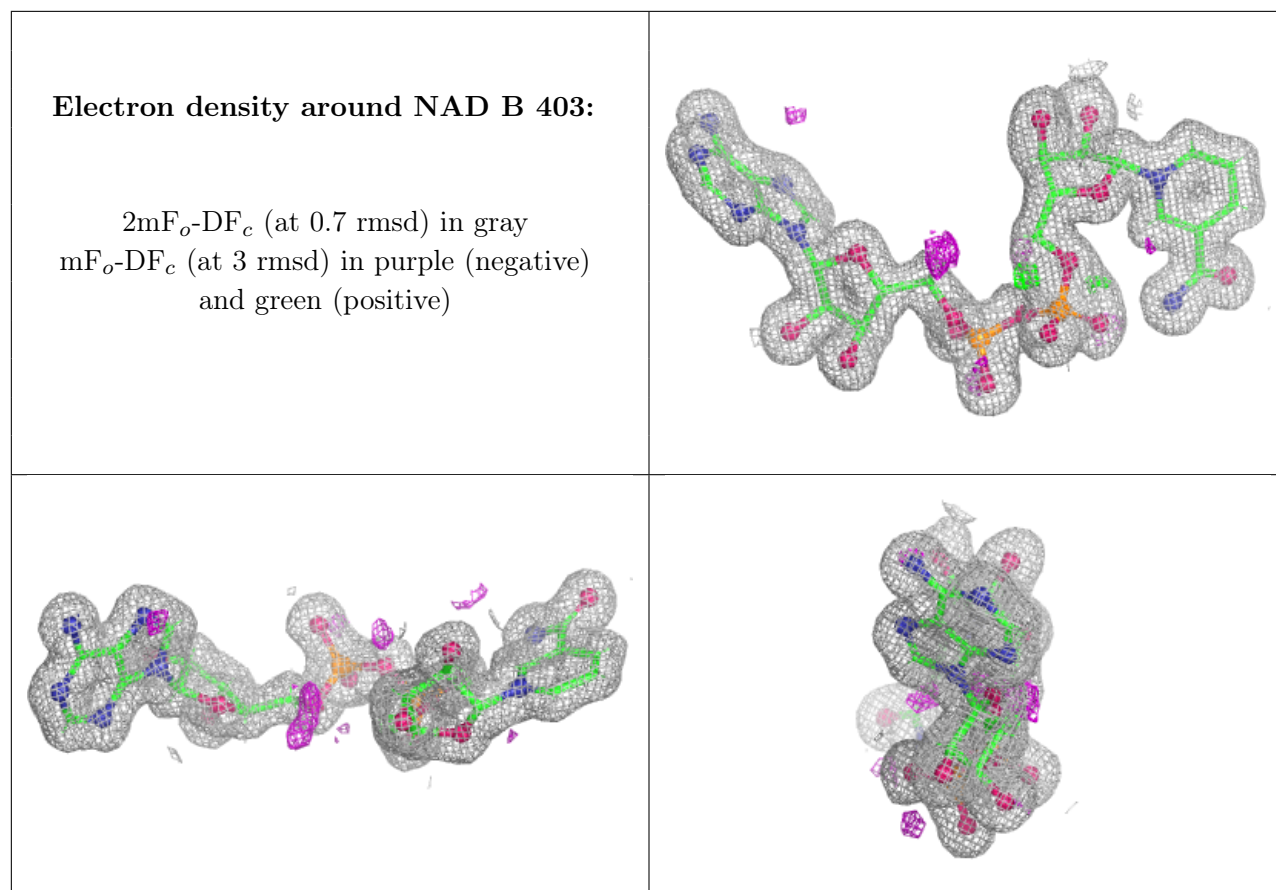 Electron density around NAD B 403:
2mFo-DFc (at 0.7 rmsd) in gray
mFo-DFc (at 3 rmsd) in purple (negative)
and green (positive)